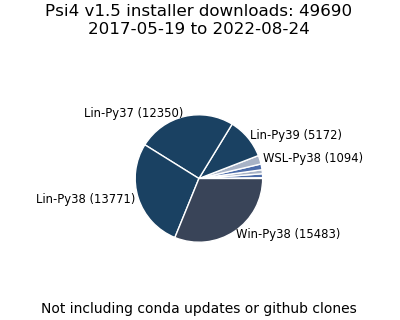 Psi4 v1.5 installer downloads: 49690
2017-05-19 to 2022-08-24
Lin-Py37 (12350)
Lin-Py39 (5172)
WSL-Py38 (1094)
Lin-Py38 (13771)
Win-Py38 (15483)
Not including conda updates or github clones